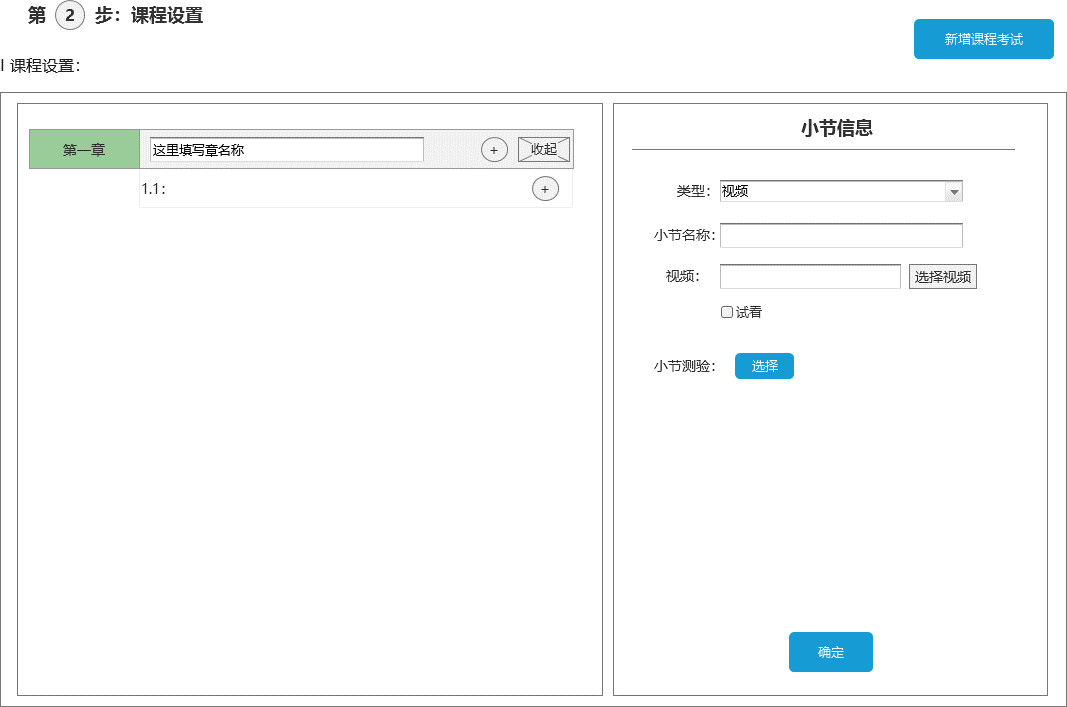 第 2 步：课程设置
新增课程考试
I 课程设置：
第一章
这里填写章名称
+
收起
1.1：
+
小节信息
类型：
视频
小节名称：
视频：
选择视频
试看
小节测验：
选择
确定